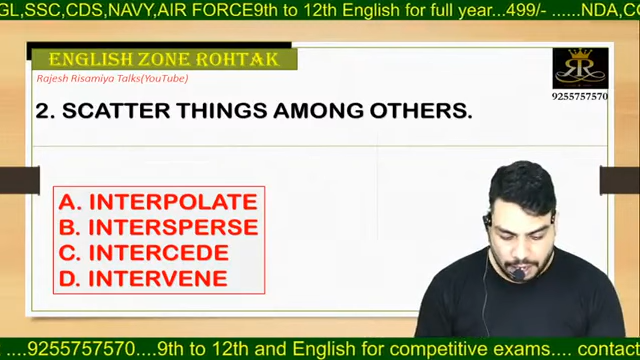 GL,SSC,CDS,NAVY,AIR FORCE9th to 12th English for full year...499/- ......NDA,CG
ENGLISH ZONE ROHTAK
Rajesh Risamiya Talks(YouTube)
9255757570
2. SCATTER THINGS AMONG OTHERS.
A. INTERPOLATE
B. INTERSPERSE
C. INTERCEDE
D. INTERVENE
....9255757570....9th to 12th and English for competitive exams.... contact